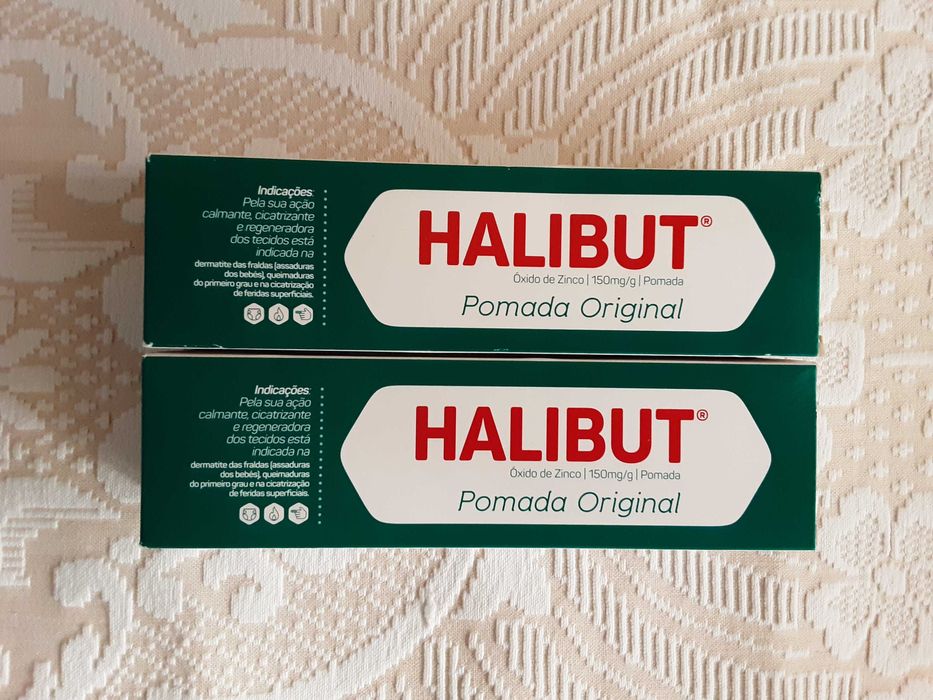 Indicações:
Pela sua ação
calmante, cicatrizante
e regeneradora
dos tecidos está
indicada na
dermatite das fraldas (assaduras
dos bebés), queimaduras
do primeiro grau e na cicatrização
de feridas superficiais.
HALIBUT®
Óxido de Zinco | 150mg/g | Pomada
Pomada Original
Indicações:
Pela sua ação
calmante, cicatrizante
e regeneradora
dos tecidos está
indicada na
dermatite das fraldas (assaduras
dos bebés), queimaduras
do primeiro grau e na cicatrização
de feridas superficiais.
HALIBUT®
Óxido de Zinco | 150mg/g | Pomada
Pomada Original